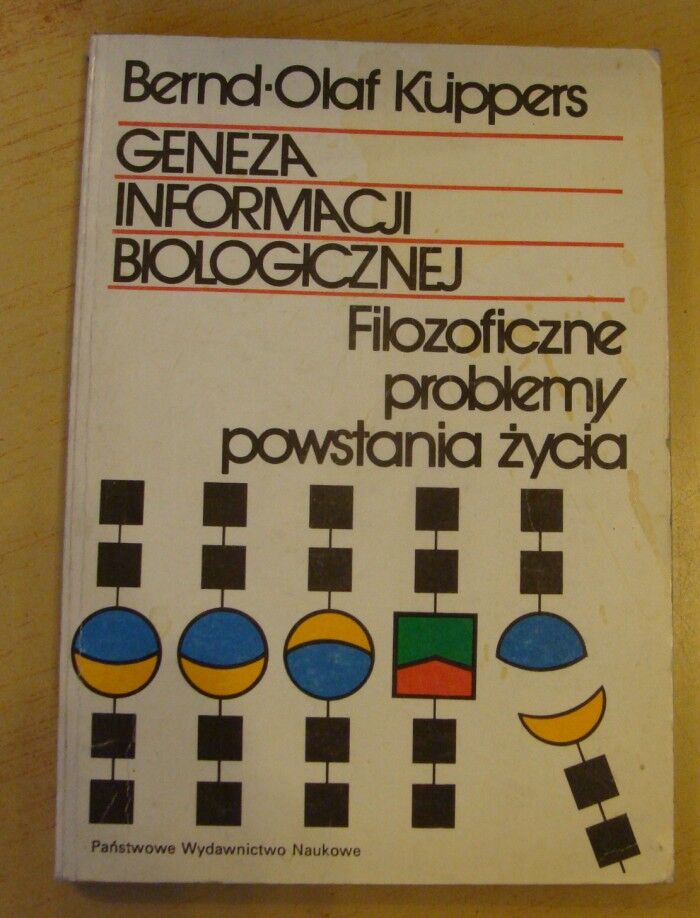 Bernd-Olaf Küppers
GENEZA
INFORMACJI
BIOLOGICZNEJ
Filozoficzne
problemy
powstania życia
Państwowe Wydawnictwo Naukowe